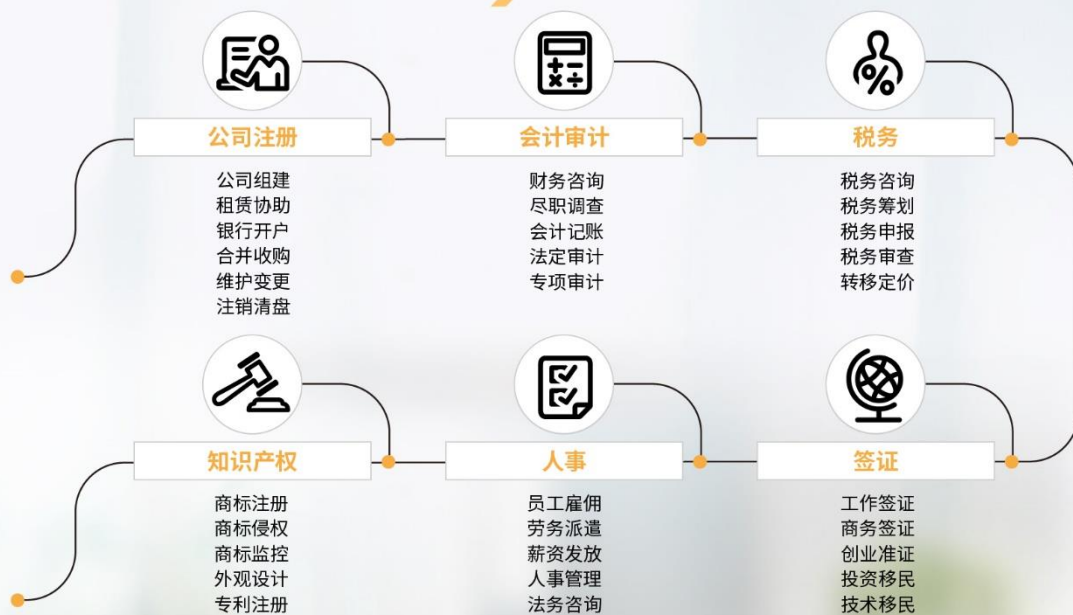 公司注册
公司组建
租赁协助
银行开户
合并收购
维护变更
注销清盘
会计审计
财务咨询
尽职调查
会计记账
法定审计
专项审计
税务
税务咨询
税务筹划
税务申报
税务审查
转移定价
知识产权
商标注册
商标侵权
商标监控
外观设计
专利注册
人事
员工雇佣
劳务派遣
薪资发放
人事管理
法务咨询
签证
工作签证
商务签证
创业准证
投资移民
技术移民